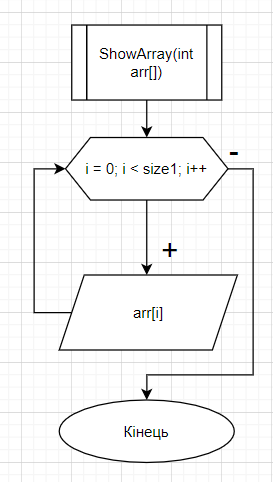 ShowArray(int
arr[])
i = 0; i < size1; i++
-
+
arr[i]
Кінець